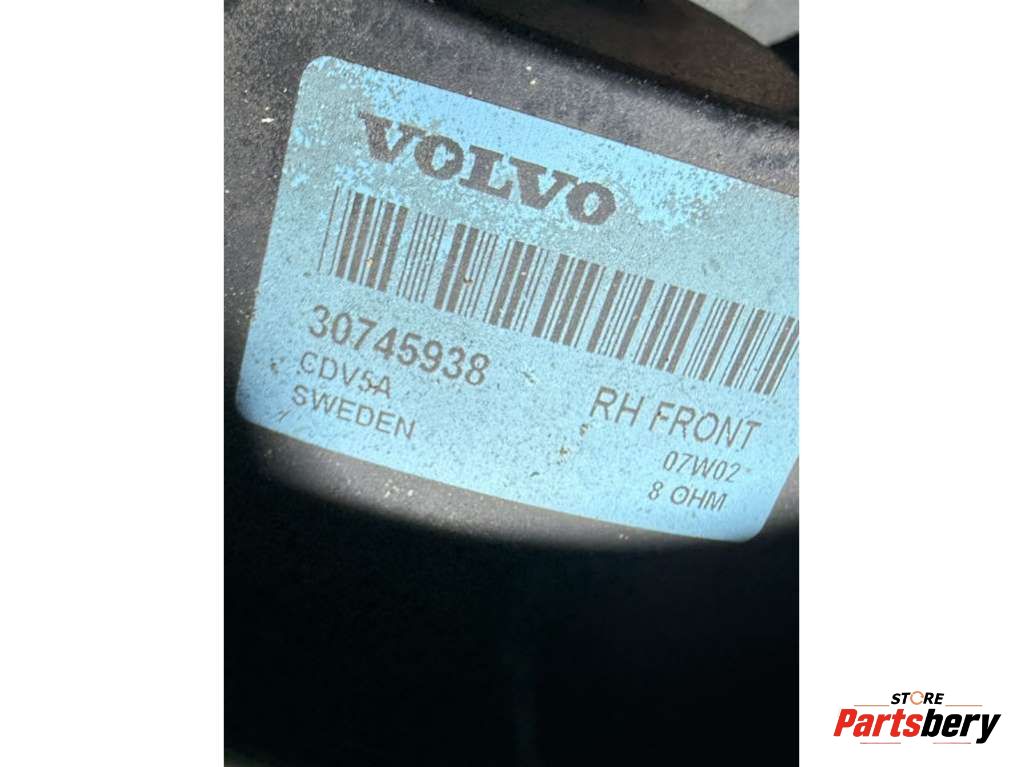 VOLVO
30745938
CDV5A
SWEDEN
RH FRONT
07W02
8 OHM
STORE
Partsbery